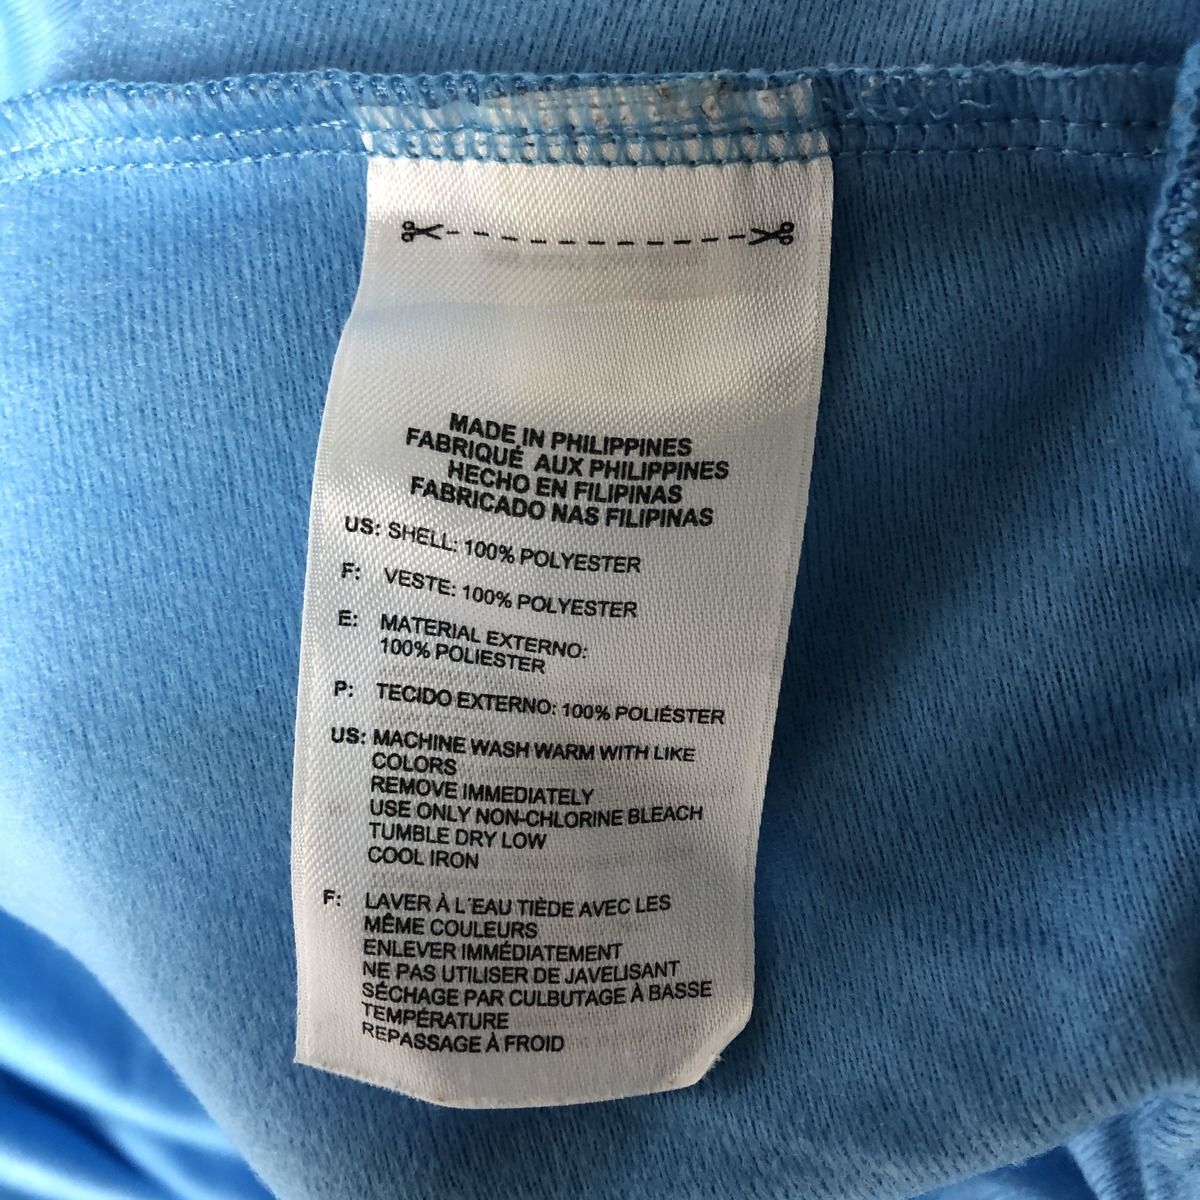 MADE IN PHILIPPINES
FABRIQUÉ AUX PHILIPPINES
HECHO EN FILIPINAS
FABRICADO NAS FILIPINAS
US: SHELL: 100% POLYESTER
F: VESTE: 100% POLYESTER
E: MATERIAL EXTERNO:
100% POLIESTER
P: TECIDO EXTERNO: 100% POLIÉSTER
US: MACHINE WASH WARM WITH LIKE
COLORS
REMOVE IMMEDIATELY
USE ONLY NON-CHLORINE BLEACH
TUMBLE DRY LOW
COOL IRON
F: LAVER À L'EAU TIÈDE AVEC LES
MÊME COULEURS
ENLEVER IMMÉDIATEMENT
NE PAS UTILISER DE JAVELISANT
SÉCHAGE PAR CULBUTAGE À BASSE
TEMPÉRATURE
REPASSAGE À FROID